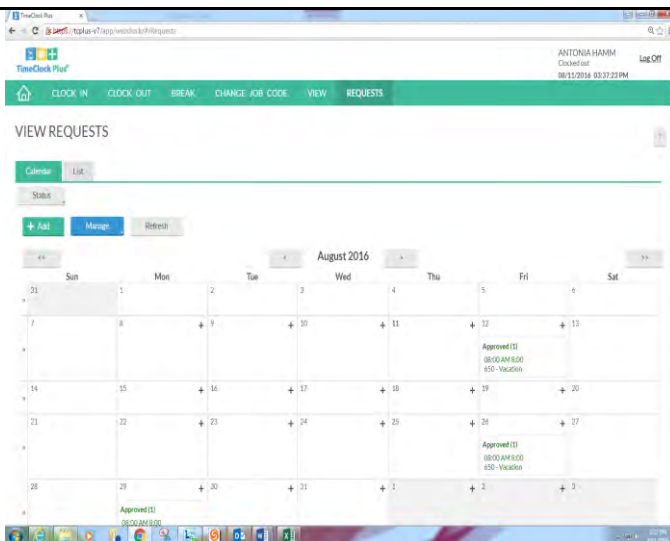 TimeClock Plus
tcplus-v7/app/webclock/#/Requests
TimeClock Plus
ANTONIA HAMM
Clocked out
08/11/2016 03:37:23 PM
Log Off
CLOCK IN CLOCK OUT BREAK CHANGE JOB CODE VIEW REQUESTS
VIEW REQUESTS
?
Calendar List
Status
+ Add Manage Refresh
<< < August 2016 > >>
Sun Mon Tue Wed Thu Fri Sat
31 1 2 3 4 5 6
7 8 + 9 + 10 + 11 + 12 + 13
Approved (1)
08:00 AM 8:00
650 - Vacation
14 15 + 16 + 17 + 18 + 19 + 20
21 22 + 23 + 24 + 25 + 26 + 27
Approved (1)
08:00 AM 8:00
650 - Vacation
28 29 + 30 + 31 + 1 + 2 + 3
Approved (1)
08:00 AM 8:00